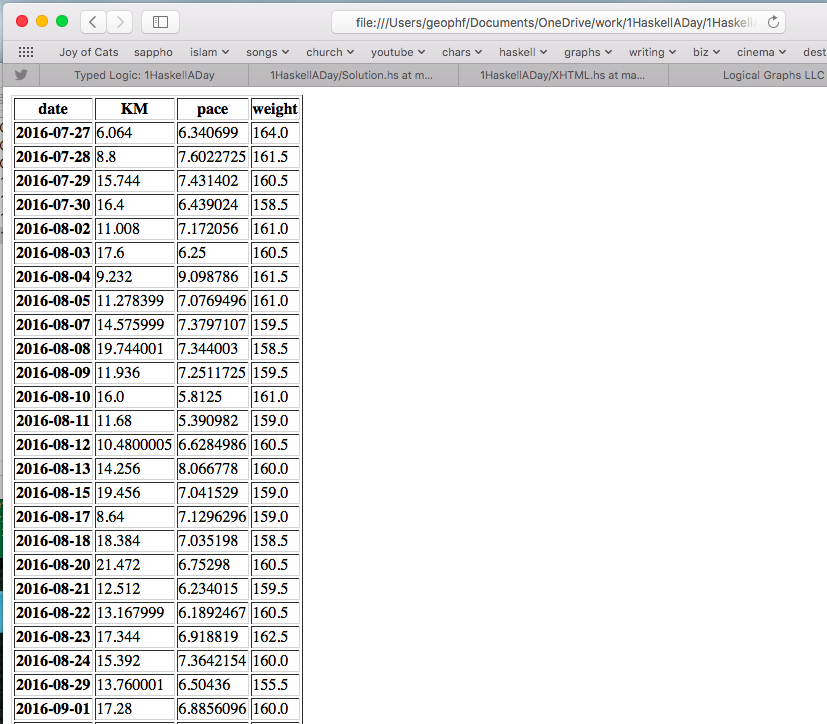 file:///Users/geophf/Documents/OneDrive/work/1HaskellADay/1Haskell
Joy of Cats sappho islam songs church youtube chars haskell graphs writing biz cinema dest
Typed Logic: 1HaskellADay 1HaskellADay/Solution.hs at m... 1HaskellADay/XHTML.hs at ma... Logical Graphs LLC
date KM pace weight
2016-07-27 6.064 6.340699 164.0
2016-07-28 8.8 7.6022725 161.5
2016-07-29 15.744 7.431402 160.5
2016-07-30 16.4 6.439024 158.5
2016-08-02 11.008 7.172056 161.0
2016-08-03 17.6 6.25 160.5
2016-08-04 9.232 9.098786 161.5
2016-08-05 11.278399 7.0769496 161.0
2016-08-07 14.575999 7.3797107 159.5
2016-08-08 19.744001 7.344003 158.5
2016-08-09 11.936 7.2511725 159.5
2016-08-10 16.0 5.8125 161.0
2016-08-11 11.68 5.390982 159.0
2016-08-12 10.4800005 6.6284986 160.5
2016-08-13 14.256 8.066778 160.0
2016-08-15 19.456 7.041529 159.0
2016-08-17 8.64 7.1296296 159.0
2016-08-18 18.384 7.035198 158.5
2016-08-20 21.472 6.75298 160.5
2016-08-21 12.512 6.234015 159.5
2016-08-22 13.167999 6.1892467 160.5
2016-08-23 17.344 6.918819 162.5
2016-08-24 15.392 7.3642154 160.0
2016-08-29 13.760001 6.50436 155.5
2016-09-01 17.28 6.8856096 160.0